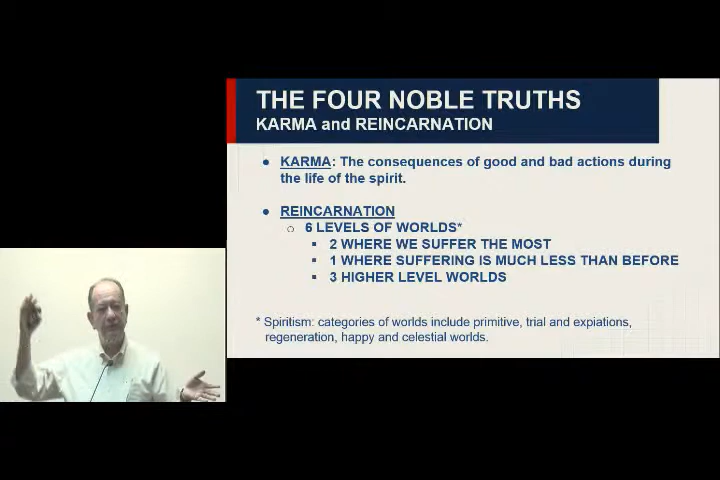 THE FOUR NOBLE TRUTHS
KARMA and REINCARNATION
● KARMA: The consequences of good and bad actions during
the life of the spirit.
● REINCARNATION
○ 6 LEVELS OF WORLDS*
▪ 2 WHERE WE SUFFER THE MOST
▪ 1 WHERE SUFFERING IS MUCH LESS THAN BEFORE
▪ 3 HIGHER LEVEL WORLDS
* Spiritism: categories of worlds include primitive, trial and expiations,
regeneration, happy and celestial worlds.